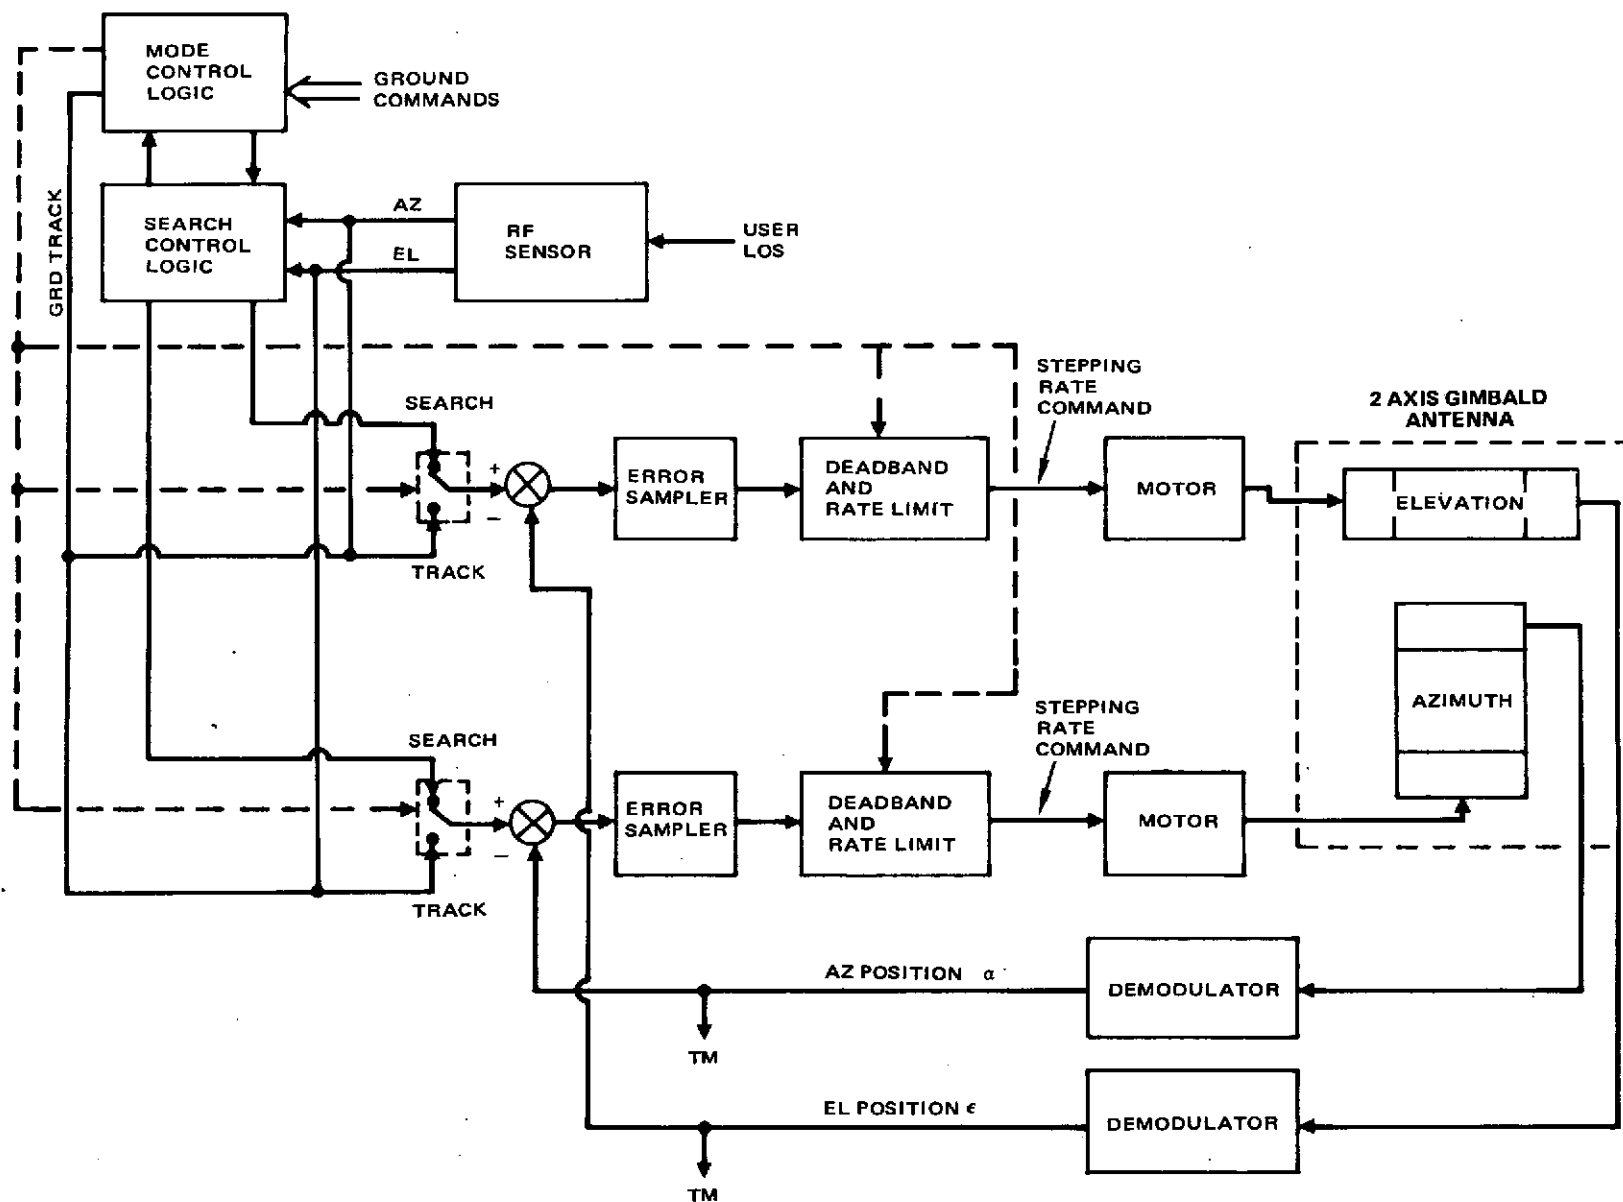 MODE
CONTROL
LOGIC
GROUND
COMMANDS
GRD TRACK
SEARCH
CONTROL
LOGIC
AZ
EL
RF
SENSOR
USER
LOS
SEARCH
+
−
TRACK
ERROR
SAMPLER
DEADBAND
AND
RATE LIMIT
STEPPING
RATE
COMMAND
MOTOR
2 AXIS GIMBALD
ANTENNA
ELEVATION
AZIMUTH
SEARCH
+
−
TRACK
ERROR
SAMPLER
DEADBAND
AND
RATE LIMIT
STEPPING
RATE
COMMAND
MOTOR
AZ POSITION α
DEMODULATOR
TM
EL POSITION ϵ
DEMODULATOR
TM